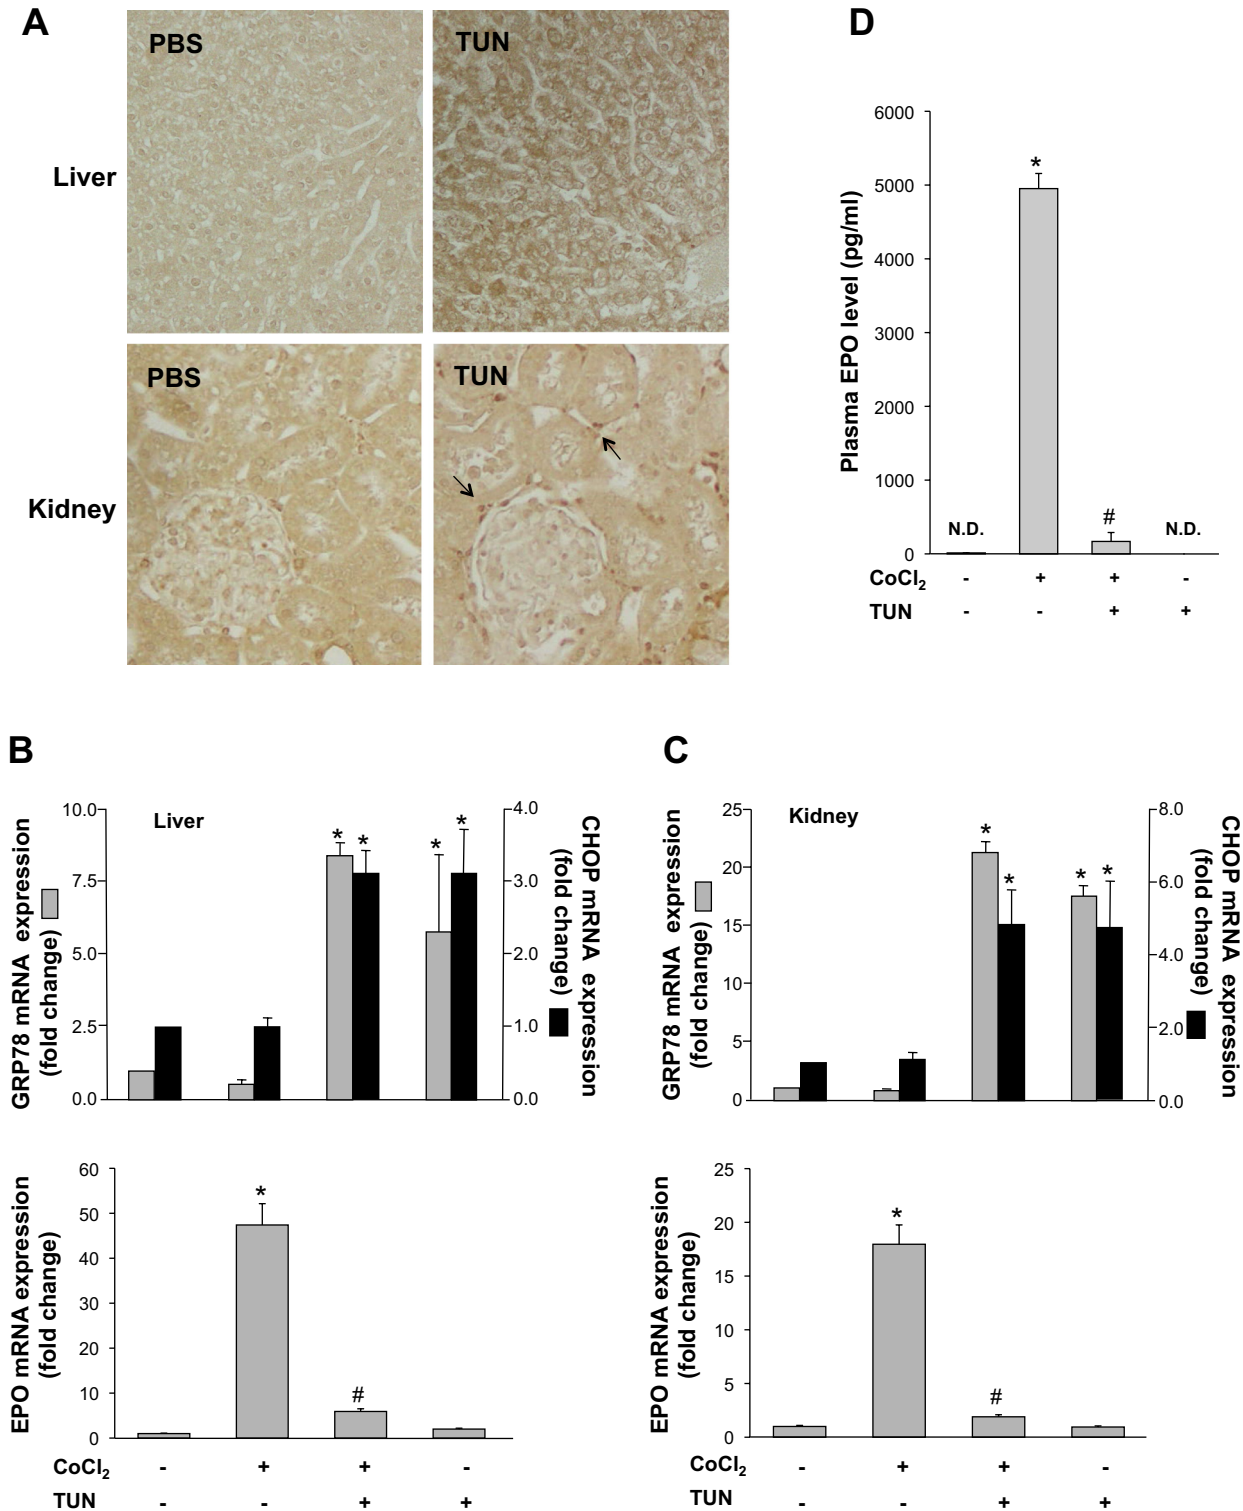 A
PBS
TUN
Liver
PBS
TUN
Kidney
D
Plasma EPO level (pg/ml)
6000
5000
4000
3000
2000
1000
0
N.D.
*
#
N.D.
CoCl₂ - + + -
TUN - - + +
B
GRP78 mRNA expression
(fold change)
10.0
7.5
5.0
2.5
0.0
Liver
* * * *
4.0
3.0
2.0
1.0
0.0
CHOP mRNA expression
(fold change)
EPO mRNA expression
(fold change)
60
50
40
30
20
10
0
*
#
CoCl₂ - + + -
TUN - - + +
C
GRP78 mRNA expression
(fold change)
25
20
15
10
5
0
Kidney
* * * *
8.0
6.0
4.0
2.0
0.0
CHOP mRNA expression
(fold change)
EPO mRNA expression
(fold change)
25
20
15
10
5
0
*
#
CoCl₂ - + + -
TUN - - + +